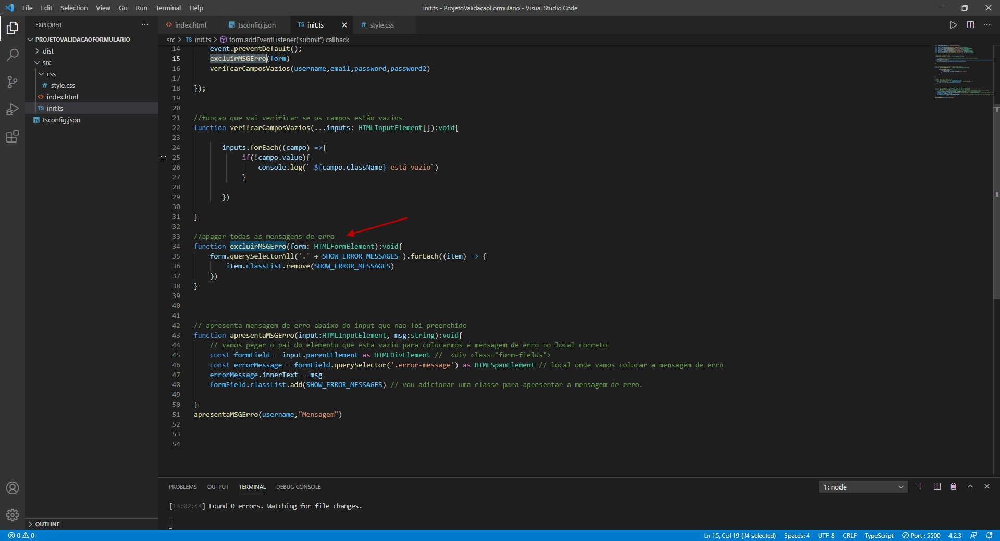 File Edit Selection View Go Run Terminal Help
init.ts - ProjetoValidacaoFormulario - Visual Studio Code
EXPLORER
PROJETOVALIDACAOFORMULARIO
dist
src
css
# style.css
<> index.html
TS init.ts
TS tsconfig.json
OUTLINE
<> index.html TS tsconfig.json TS init.ts # style.css
src > TS init.ts > form.addEventListener('submit') callback
14 event.preventDefault();
15 excluirMSGErro(form)
16 verifcarCamposVazios(username,email,password,password2)
17
18 });
19
20
21 //funçao que vai verificar se os campos estão vazios
22 function verifcarCamposVazios(...inputs: HTMLInputElement[]):void{
23
24 inputs.forEach((campo) =>{
25 if(!campo.value){
26 console.log(` ${campo.className} está vazio`)
27 }
28
29 })
30
31 }
32
33 //apagar todas as mensagens de erro
34 function excluirMSGErro(form: HTMLFormElement):void{
35 form.querySelectorAll('.' + SHOW_ERROR_MESSAGES ).forEach((item) => {
36 item.classList.remove(SHOW_ERROR_MESSAGES)
37 })
38 }
39
40
41
42 // apresenta mensagem de erro abaixo do input que nao foi preenchido
43 function apresentaMSGErro(input:HTMLInputElement, msg:string):void{
44 // vamos pegar o pai do elemento que esta vazio para colocarmos a mensagem de erro no local correto
45 const formField = input.parentElement as HTMLDivElement // <div class="form-fields">
46 const errorMessage = formField.querySelector('.error-message') as HTMLSpanElement // local onde vamos colocar a mensagem de erro
47 errorMessage.innerText = msg
48 formField.classList.add(SHOW_ERROR_MESSAGES) // vou adicionar uma classe para apresentar a mensagem de erro.
49
50 }
51 apresentaMSGErro(username,"Mensagem")
52
53
54
PROBLEMS OUTPUT TERMINAL DEBUG CONSOLE
1: node
[13:02:44] Found 0 errors. Watching for file changes.
0 0
Ln 15, Col 19 (14 selected) Spaces: 4 UTF-8 CRLF TypeScript Port : 5500 4.2.3